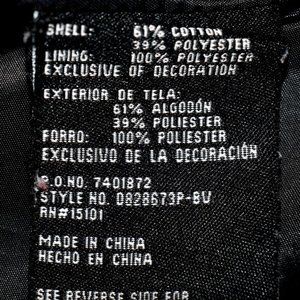 SHELL: 61% COTTON
39% POLYESTER
LINING: 100% POLYESTER
EXCLUSIVE OF DECORATION
EXTERIOR DE TELA:
61% ALGODÓN
39% POLIESTER
FORRO: 100% POLIESTER
EXCLUSIVO DE LA DECORACIÓN
P.O.NO. 7401872
STYLE NO. D828673P-BV
RN#15101
MADE IN CHINA
HECHO EN CHINA
SEE REVERSE SIDE FOR